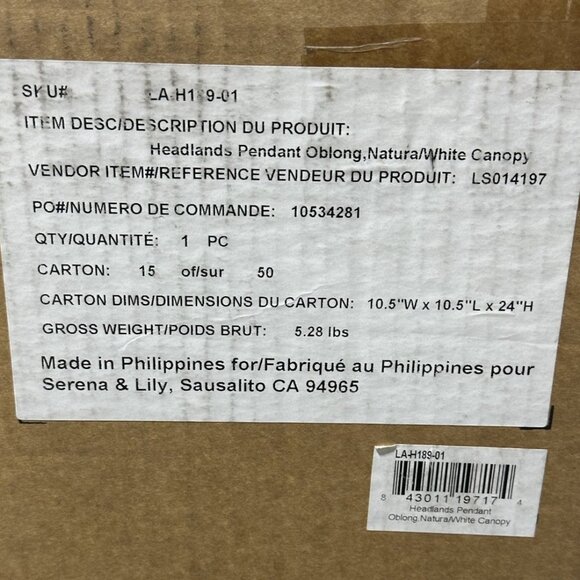 SKU# LA-H189-01
ITEM DESC/DESCRIPTION DU PRODUIT:
Headlands Pendant Oblong,Natura/White Canopy
VENDOR ITEM#/REFERENCE VENDEUR DU PRODUIT: LS014197
PO#/NUMERO DE COMMANDE: 10534281
QTY/QUANTITÉ: 1 PC
CARTON: 15 of/sur 50
CARTON DIMS/DIMENSIONS DU CARTON: 10.5"W x 10.5"L x 24"H
GROSS WEIGHT/POIDS BRUT: 5.28 lbs
Made in Philippines for/Fabriqué au Philippines pour
Serena & Lily, Sausalito CA 94965
LA-H189-01
8 43011 19717 4
Headlands Pendant
Oblong,Natura/White Canopy